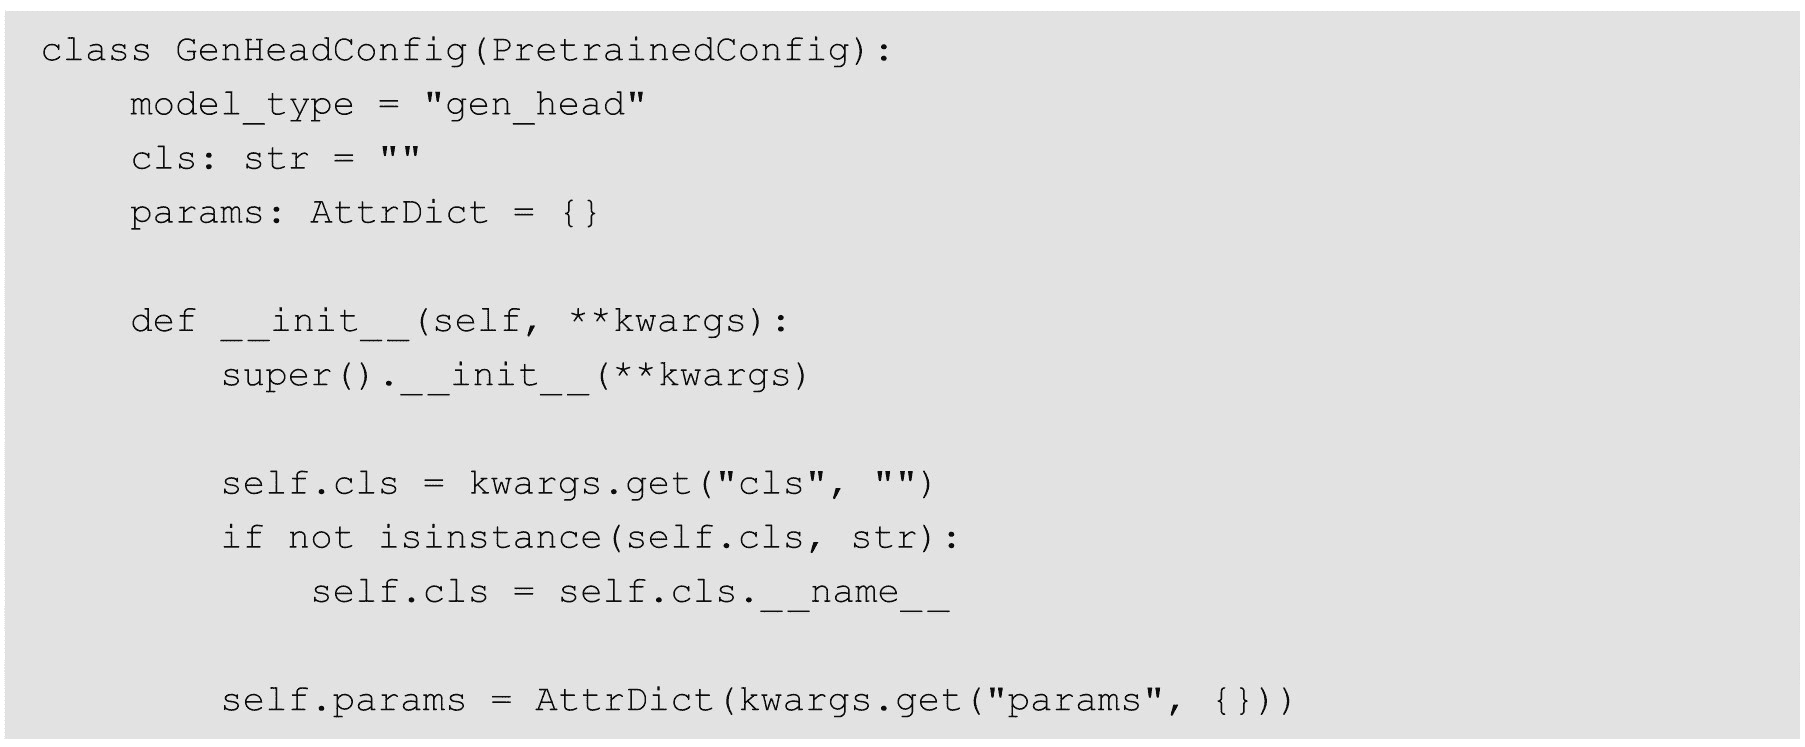 class GenHeadConfig(PretrainedConfig):
    model_type = "gen_head"
    cls: str = ""
    params: AttrDict = {}

    def __init__(self, **kwargs):
        super().__init__(**kwargs)

        self.cls = kwargs.get("cls", "")
        if not isinstance(self.cls, str):
            self.cls = self.cls.__name__

        self.params = AttrDict(kwargs.get("params", {}))